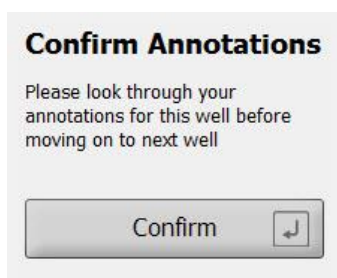 Confirm Annotations
Please look through your
annotations for this well before
moving on to next well
Confirm